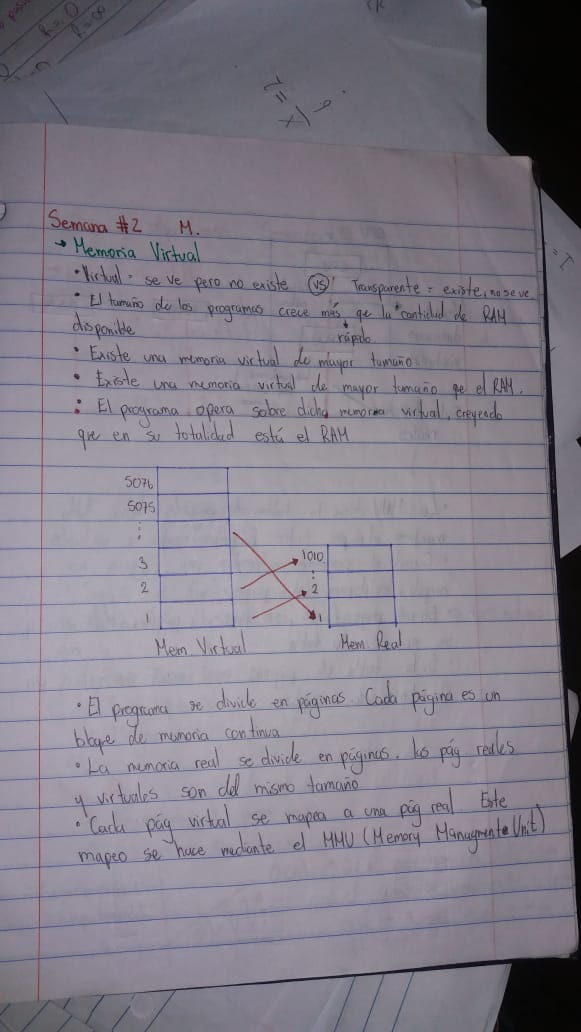 Semana #2 M.
→ Memoria Virtual
• Virtual = se ve pero no existe (VS) Transparente = existe, no se ve
• El tamaño de los programas crece más qe la cantidad de RAM
disponible rápido
• Existe una memoria virtual de mayor tamaño
• Existe una memoria virtual de mayor tamaño qe el RAM.
• El programa opera sobre dicha memoria virtual, creyendo
que en su totalidad está el RAM
5076
5075
⋮
3
2
1
1010
⋮
2
1
Mem Virtual
Mem Real
• El programa se divide en páginas. Cada página es un
bloqe de memoria continua
• La memoria real se divide en páginas. las pág reales
y virtuales son del mismo tamaño
• Cada pág virtual se mapea a una pág real Este
mapeo se hace mediante el MMU (Memory Managmente Unit)